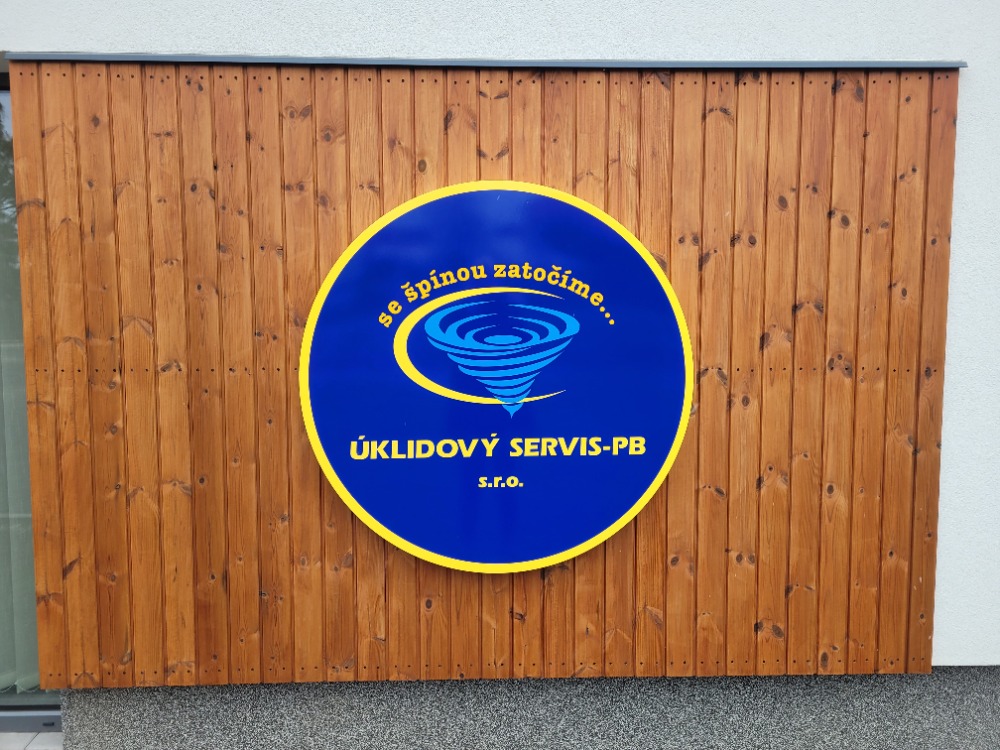 se špínou zatočíme...
ÚKLIDOVÝ SERVIS-PB
s.r.o.